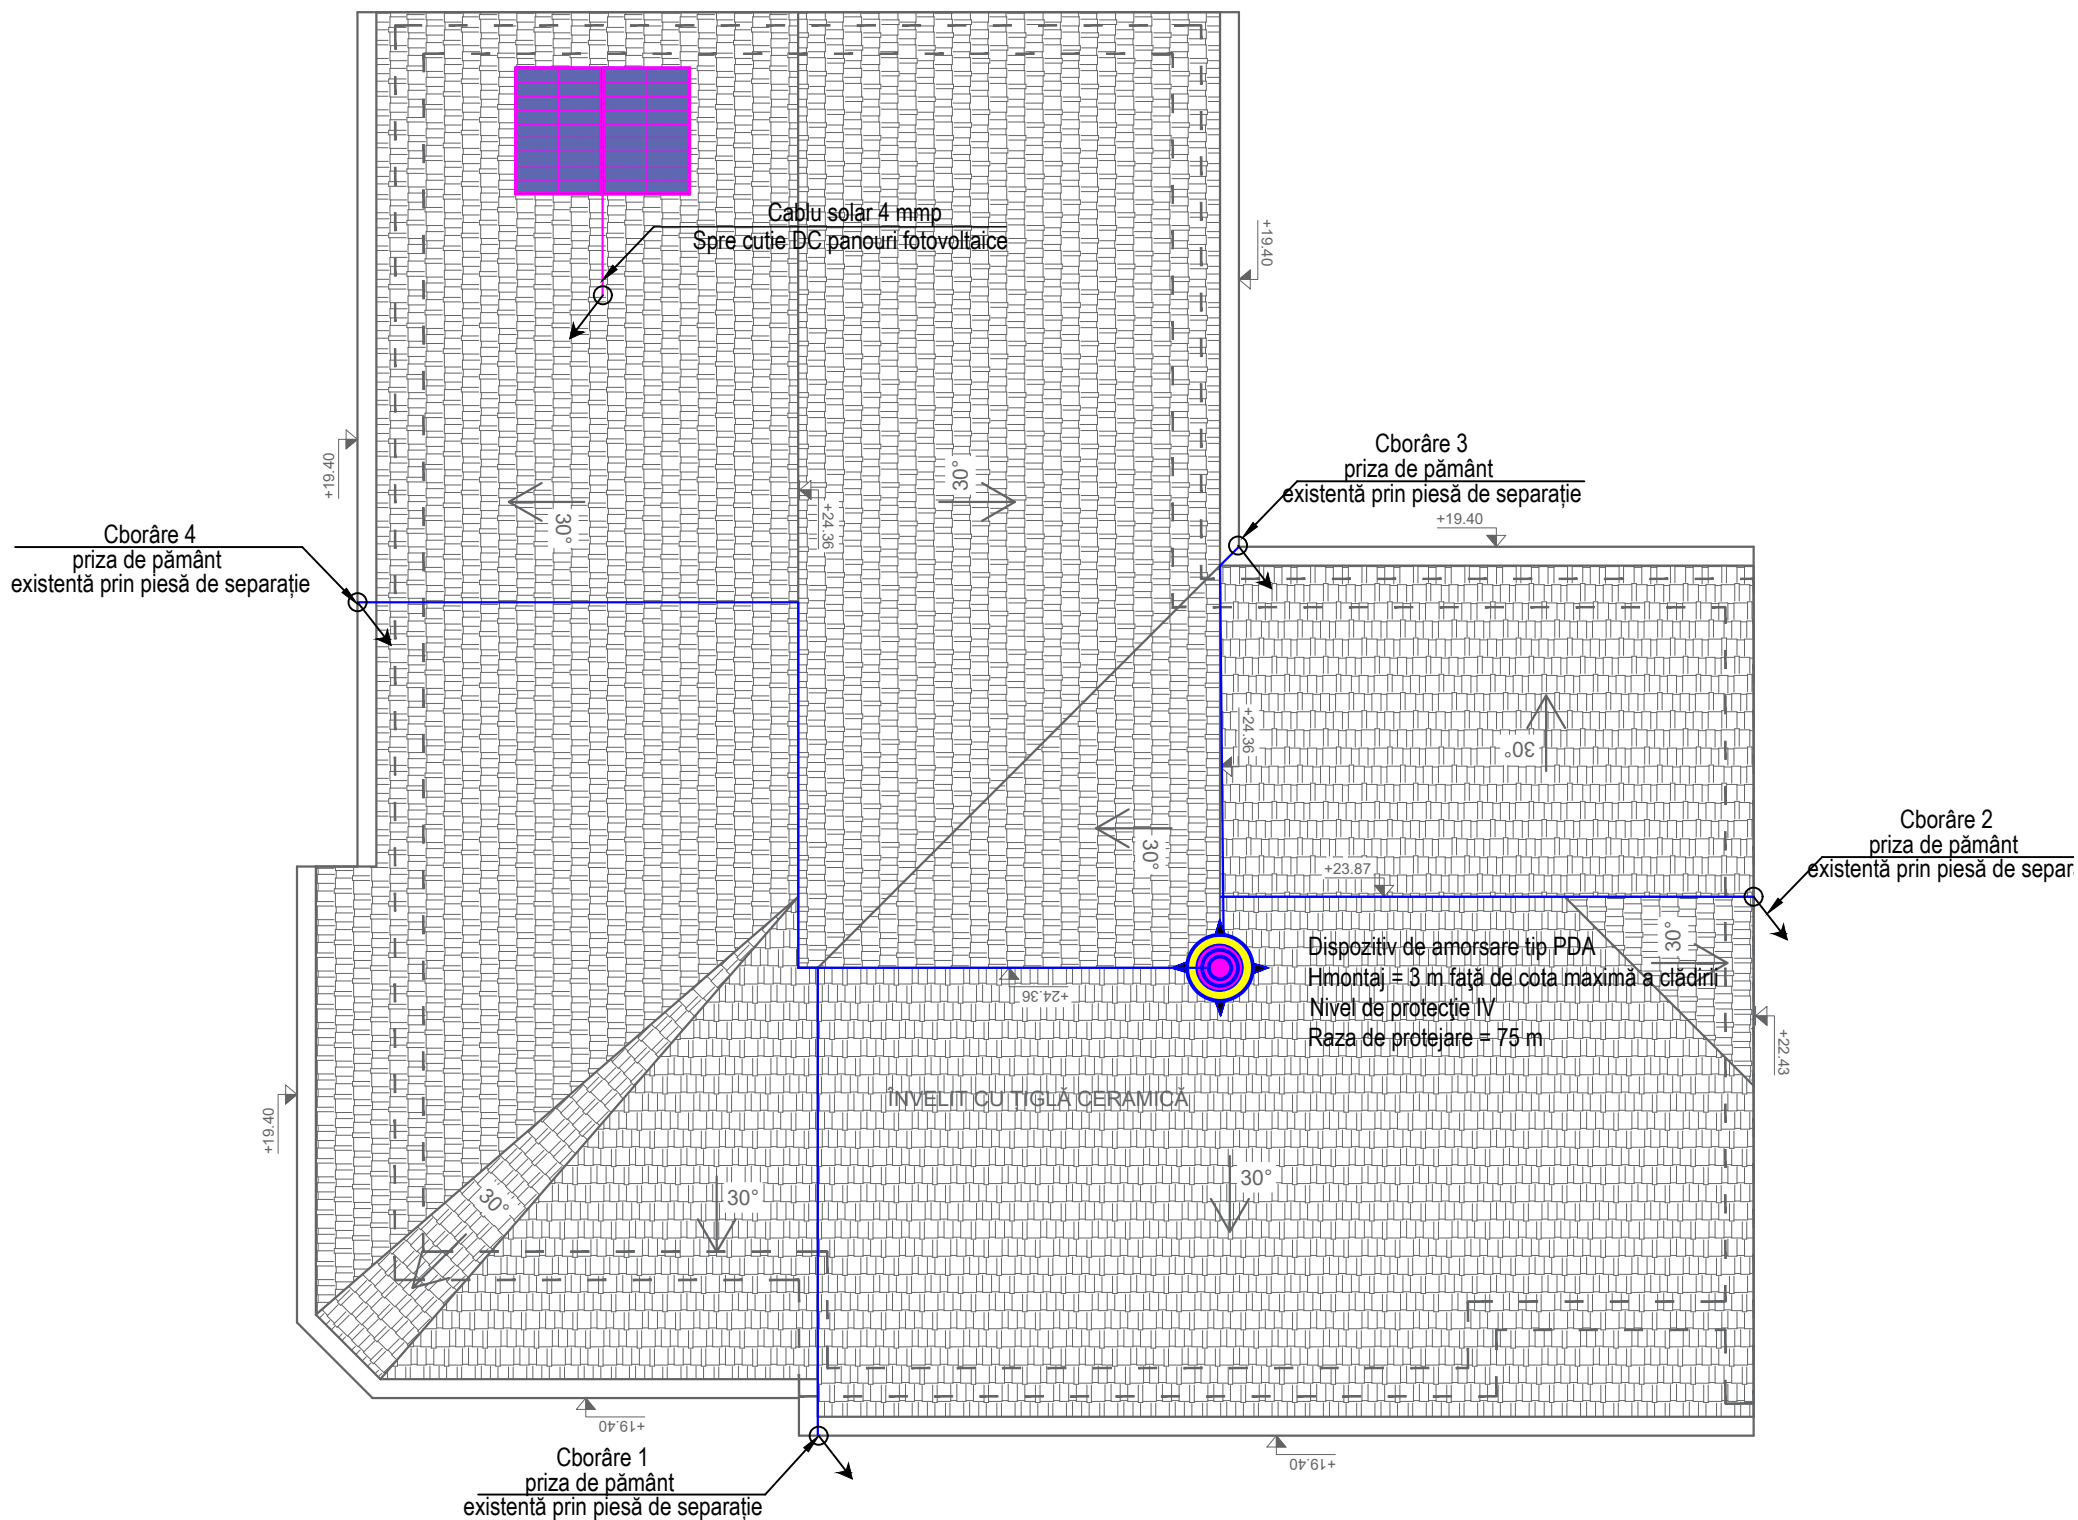 Cablu solar 4 mmp
Spre cutie DC panouri fotovoltaice
+19.40
+19.40
30°
30°
+24.36
Cborâre 3
priza de pământ
existentă prin piesă de separație
+19.40
Cborâre 4
priza de pământ
existentă prin piesă de separație
+24.36
30°
30°
+23.87
Cborâre 2
priza de pământ
existentă prin piesă de separ
30°
Dispozitiv de amorsare tip PDA
Hmontaj = 3 m față de cota maximă a clădirii
Nivel de protecție IV
Raza de protejare = 75 m
+24.36
+22.43
ÎNVELIT CU ȚIGLĂ CERAMICĂ
+19.40
30°
30°
30°
+19.40
+19.40
Cborâre 1
priza de pământ
existentă prin piesă de separație